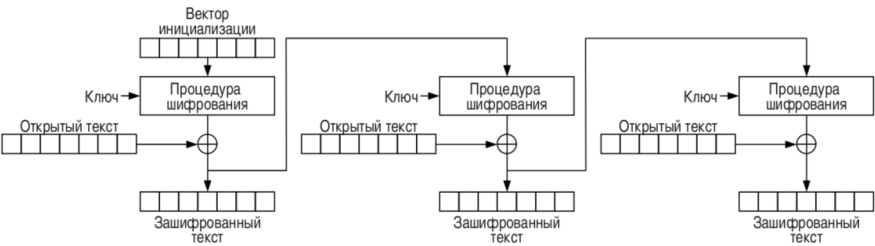 Вектор
инициализации
Ключ
Процедура
шифрования
Ключ
Процедура
шифрования
Ключ
Процедура
шифрования
Открытый текст
Открытый текст
Открытый текст
Зашифрованный
текст
Зашифрованный
текст
Зашифрованный
текст